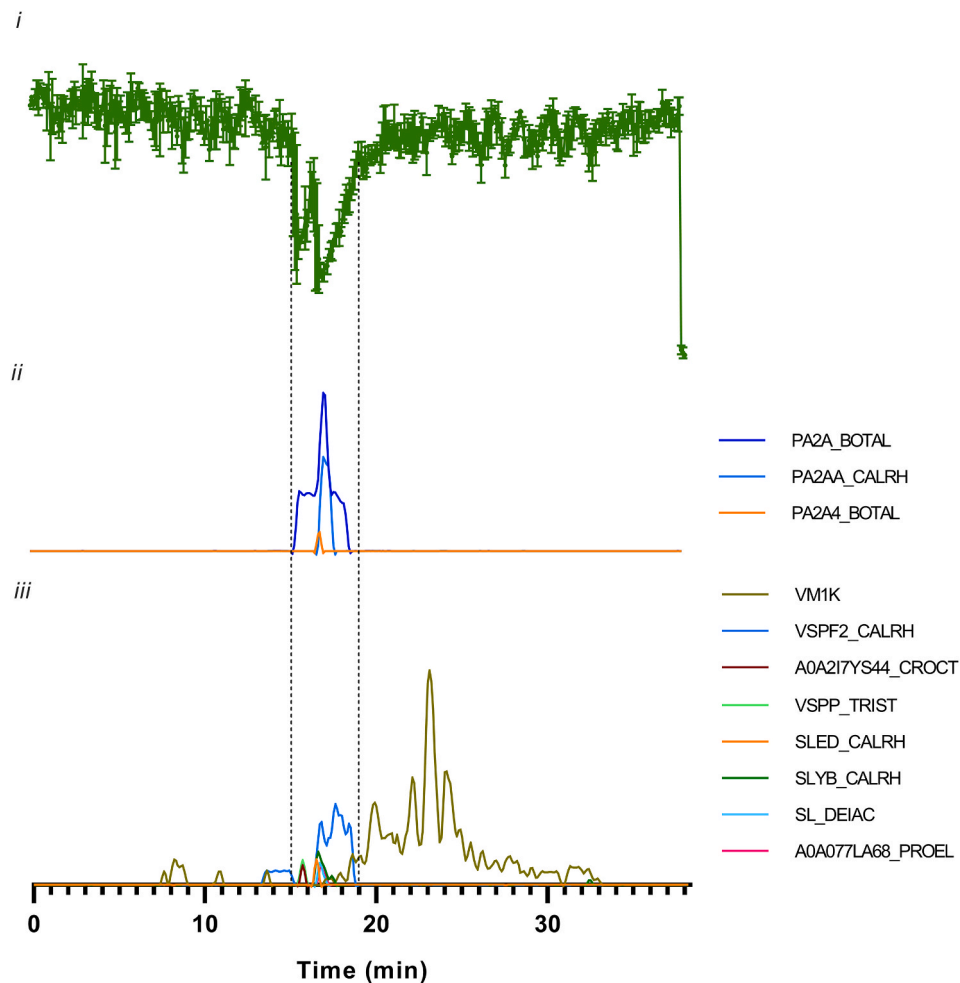 i
ii
PA2A_BOTAL
PA2AA_CALRH
PA2A4_BOTAL
iii
VM1K
VSPF2_CALRH
A0A2I7YS44_CROCT
VSPP_TRIST
SLED_CALRH
SLYB_CALRH
SL_DEIAC
A0A077LA68_PROEL
0 10 20 30
Time (min)